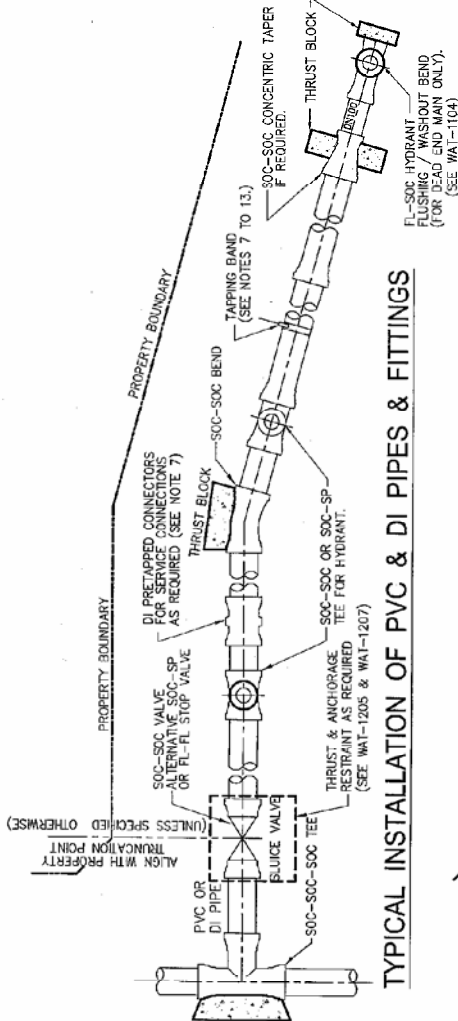 PROPERTY BOUNDARY
PROPERTY BOUNDARY
ALIGN WITH PROPERTY
TRUNCATION POINT
(UNLESS SPECIFIED OTHERWISE)
PVC OR
DI PIPE
SOC-SOC VALVE
ALTERNATIVE SOC-SP
OR FL-FL STOP VALVE
DI PRETAPPED CONNECTORS
FOR SERVICE CONNECTIONS
AS REQUIRED (SEE NOTE 7)
THRUST BLOCK
SOC-SOC BEND
TAPPING BAND
(SEE NOTES 7 TO 13.)
SOC-SOC CONCENTRIC TAPER
IF REQUIRED.
THRUST BLOCK
DN100
SLUICE VALVE
SOC-SOC-SOC TEE
THRUST & ANCHORAGE
RESTRAINT AS REQUIRED
(SEE WAT-1205 & WAT-1207)
SOC-SOC OR SOC-SP
TEE FOR HYDRANT.
FL-SOC HYDRANT
FLUSHING / WASHOUT BEND
(FOR DEAD END MAIN ONLY).
(SEE WAT-1104)
TYPICAL INSTALLATION OF PVC & DI PIPES & FITTINGS